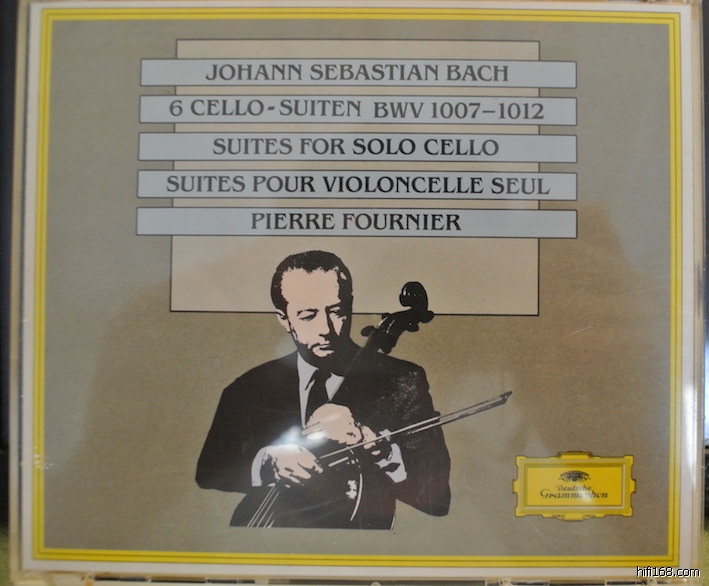 JOHANN SEBASTIAN BACH
6 CELLO-SUITEN BWV 1007–1012
SUITES FOR SOLO CELLO
SUITES POUR VIOLONCELLE SEUL
PIERRE FOURNIER
Deutsche
Grammophon
hifi168.com